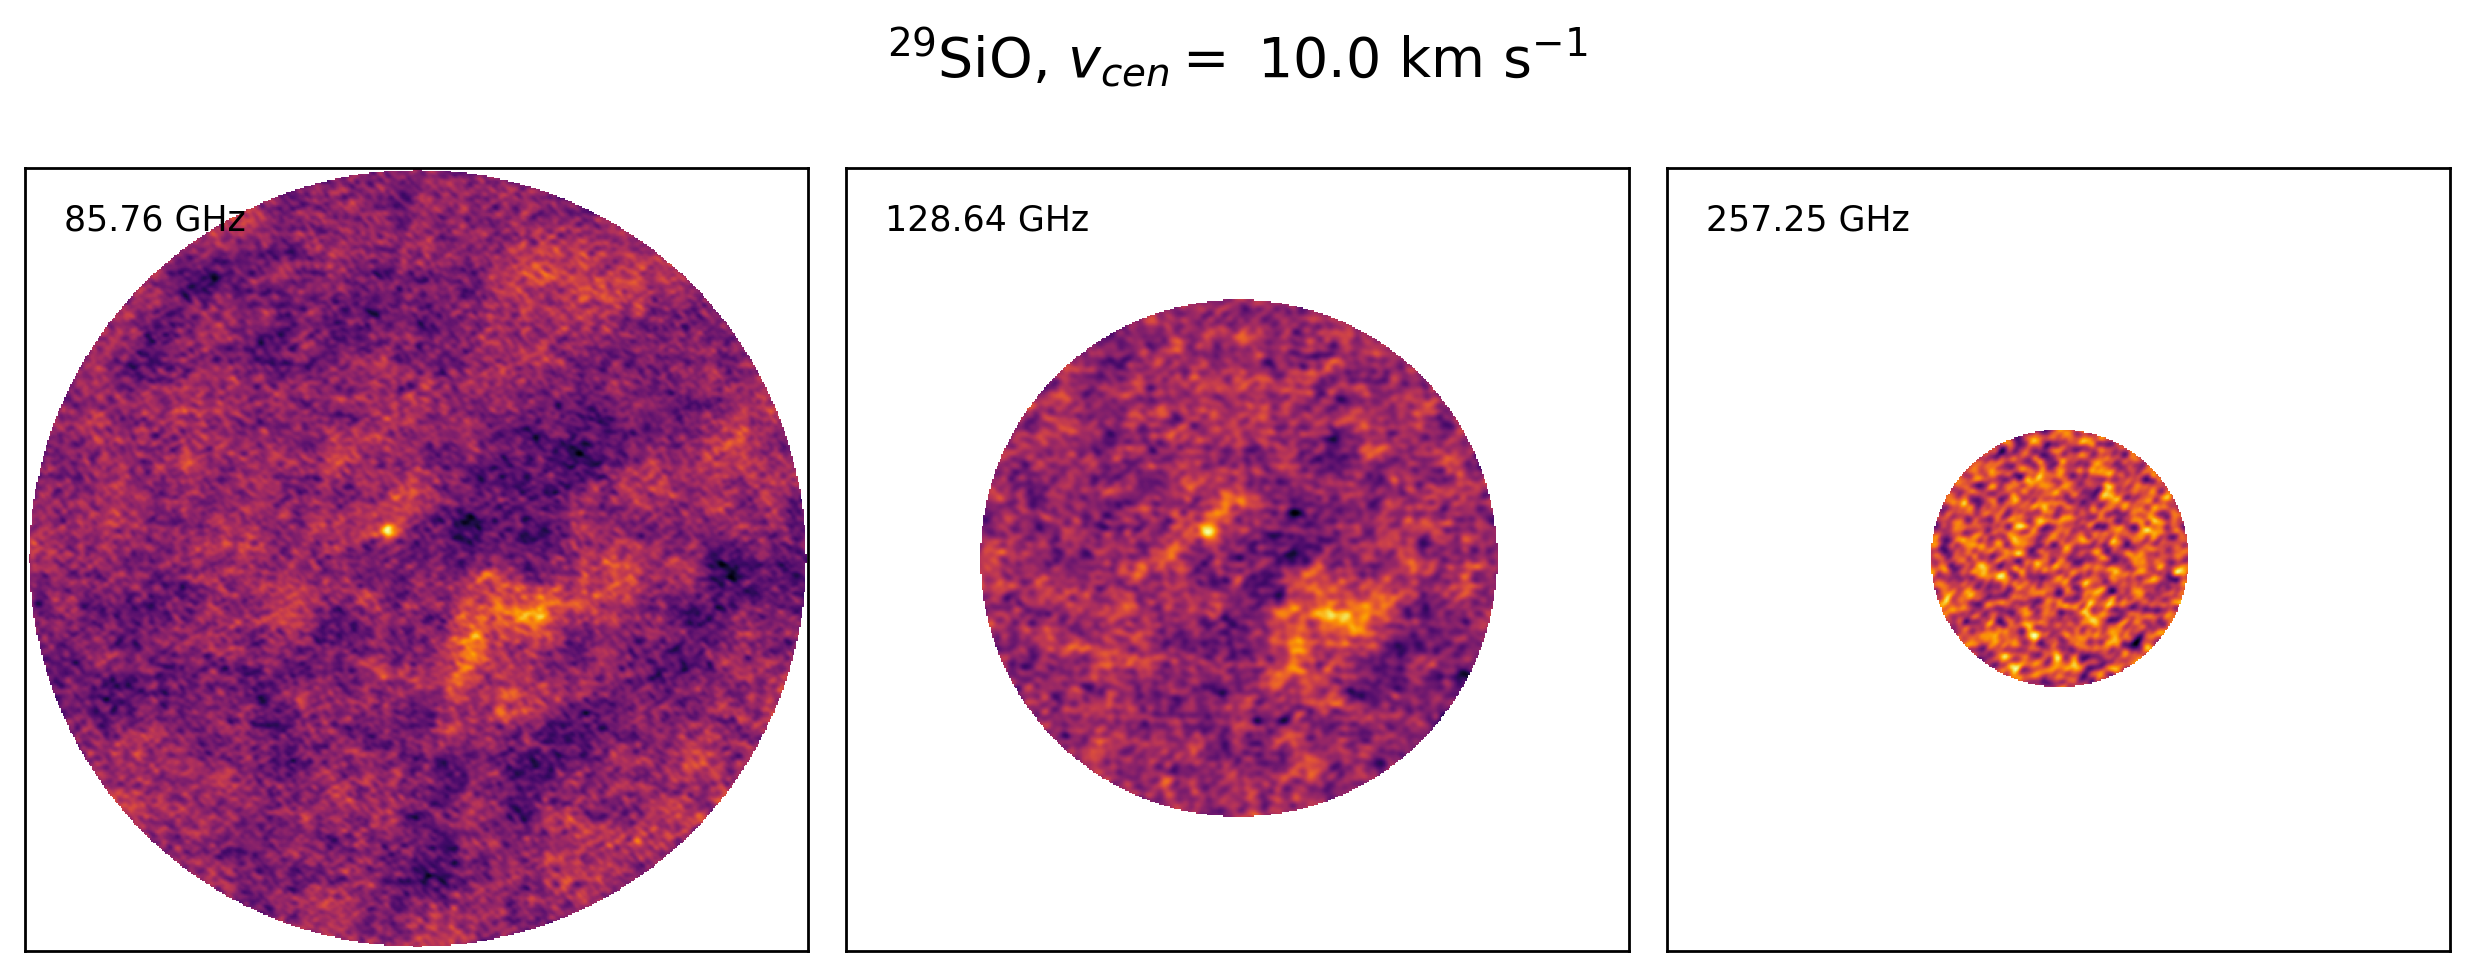 ²⁹SiO, v_cen = 10.0 km s⁻¹
85.76 GHz
128.64 GHz
257.25 GHz